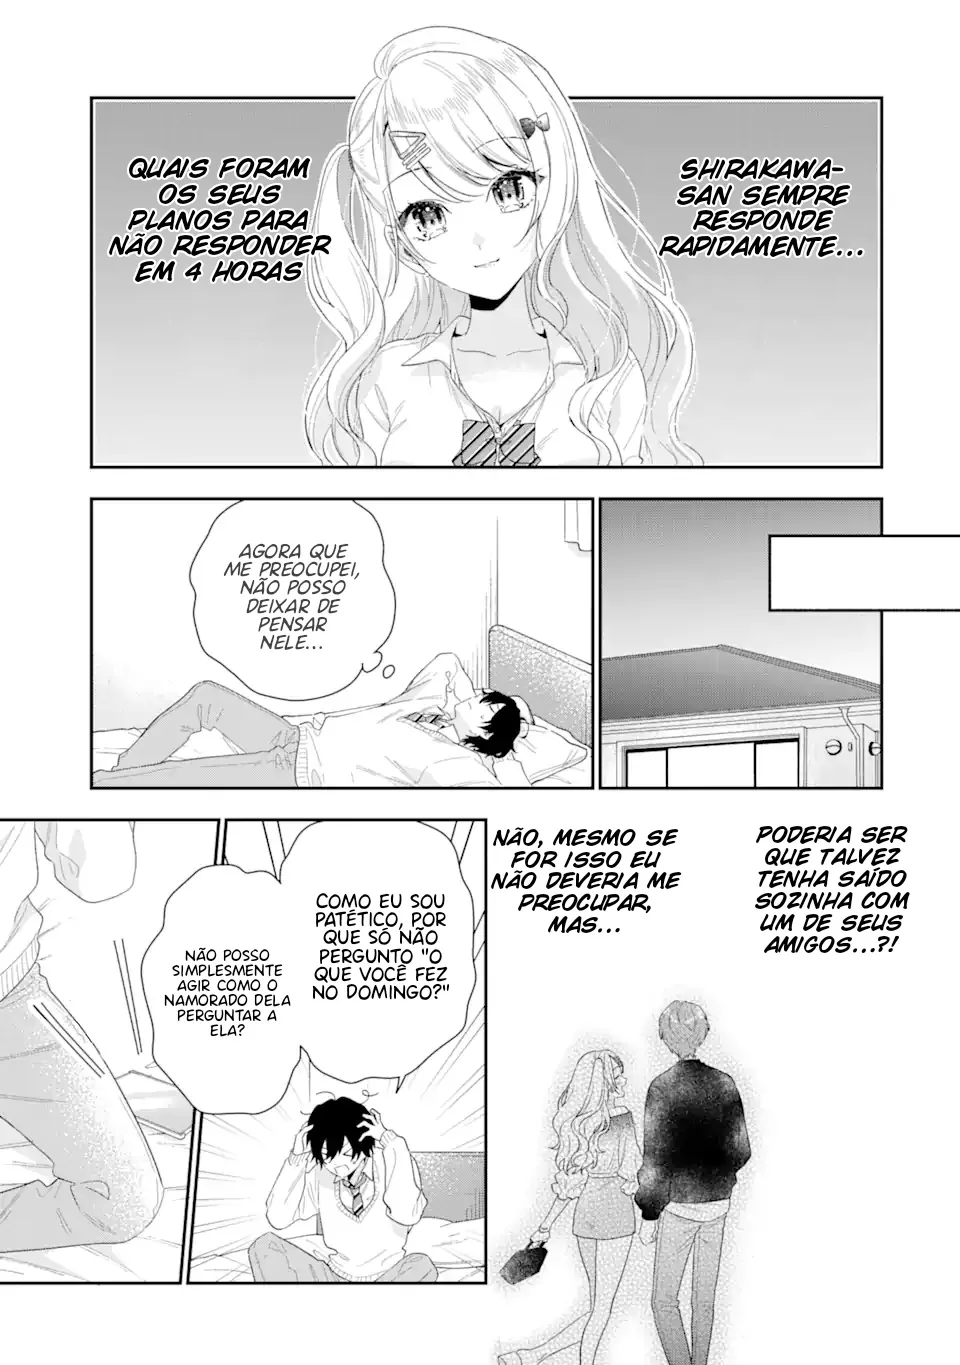 SHIRAKAWA-
SAN SEMPRE
RESPONDE
RAPIDAMENTE...
QUAIS FORAM
OS SEUS
PLANOS PARA
NÃO RESPONDER
EM 4 HORAS
AGORA QUE
ME PREOCUPEI,
NÃO POSSO
DEIXAR DE
PENSAR
NELE...
PODERIA SER
QUE TALVEZ
TENHA SAÍDO
SOZINHA COM
UM DE SEUS
AMIGOS...?!
NÃO, MESMO SE
FOR ISSO EU
NÃO DEVERIA ME
PREOCUPAR,
MAS...
COMO EU SOU
PATÉTICO, POR
QUE SÓ NÃO
PERGUNTO "O
QUE VOCÊ FEZ
NO DOMINGO?"
NÃO POSSO
SIMPLESMENTE
AGIR COMO O
NAMORADO DELA
PERGUNTAR A
ELA?